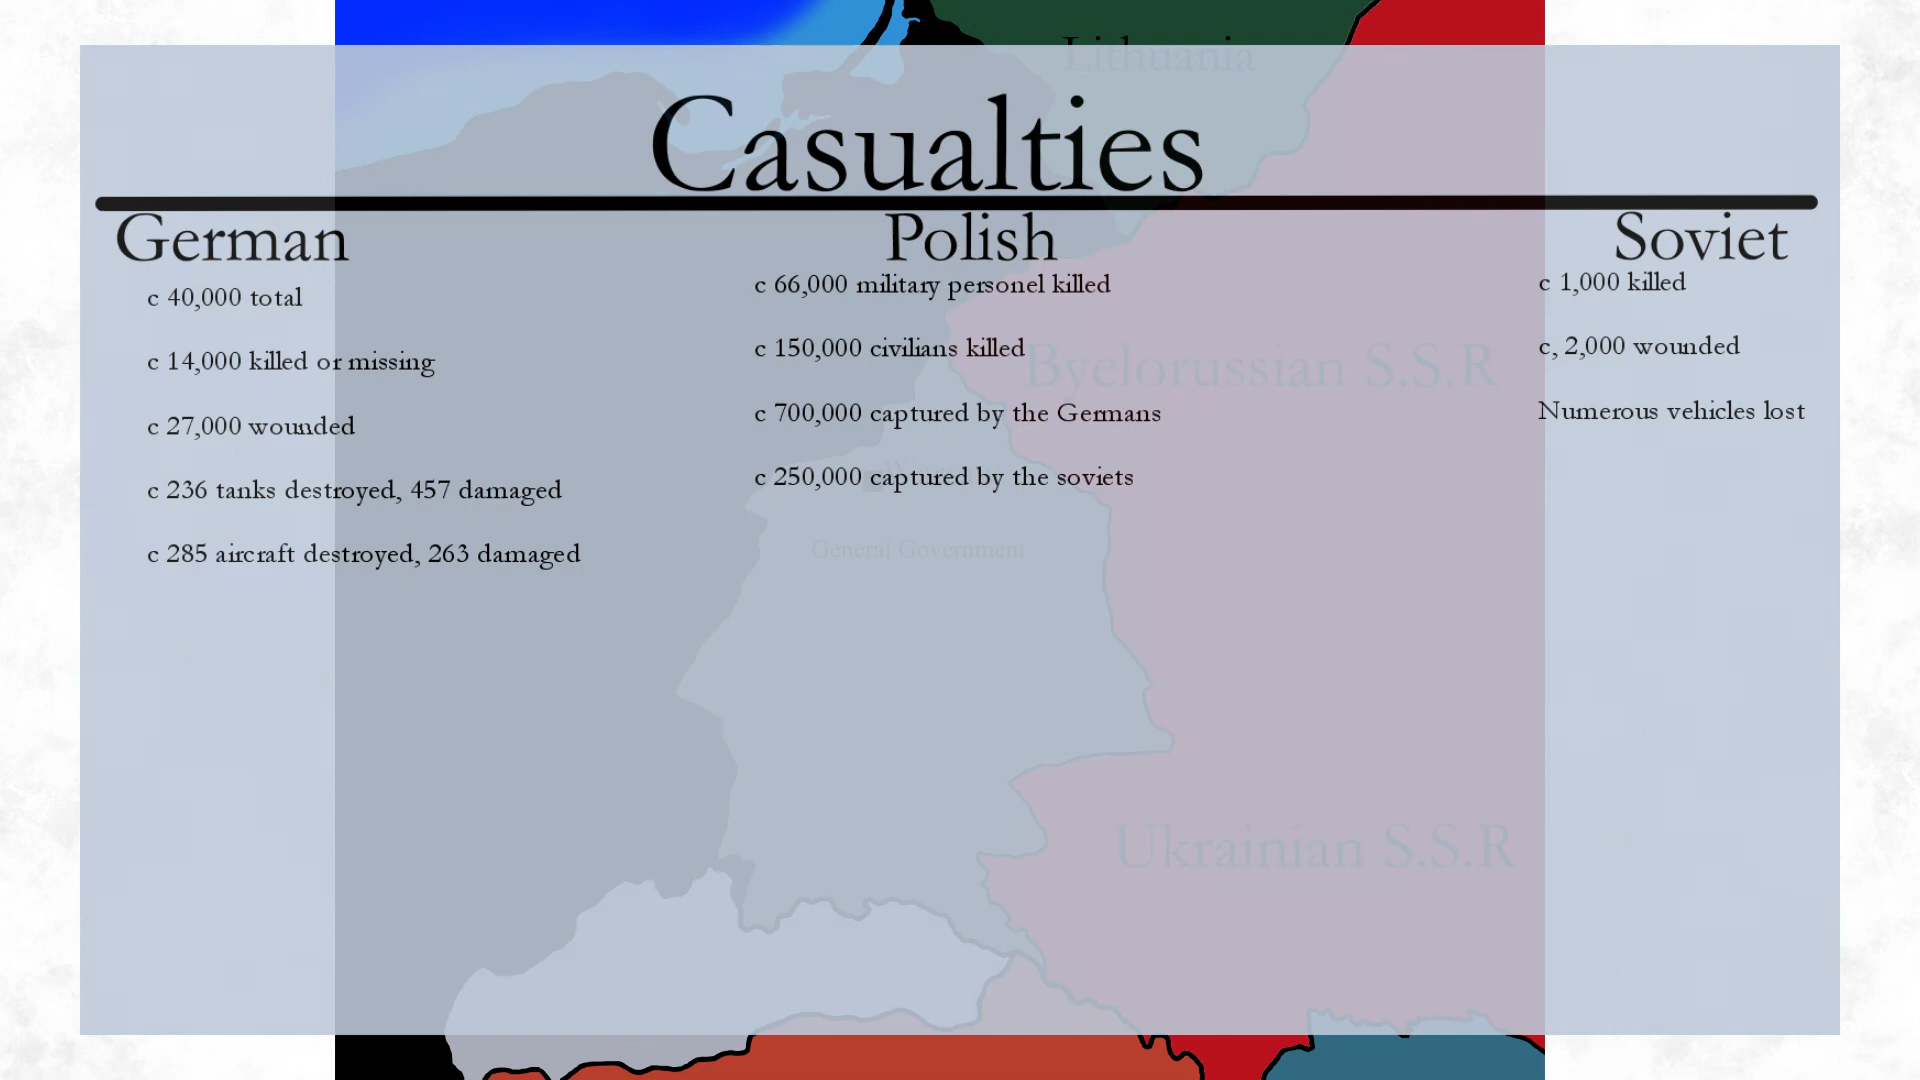 Lithuania
Casualties
German
c 40,000 total
c 14,000 killed or missing
c 27,000 wounded
c 236 tanks destroyed, 457 damaged
c 285 aircraft destroyed, 263 damaged
Polish
c 66,000 military personel killed
c 150,000 civilians killed
c 700,000 captured by the Germans
c 250,000 captured by the soviets
Soviet
c 1,000 killed
c, 2,000 wounded
Numerous vehicles lost
Byelorussian S.S.R
General Government
Ukrainian S.S.R